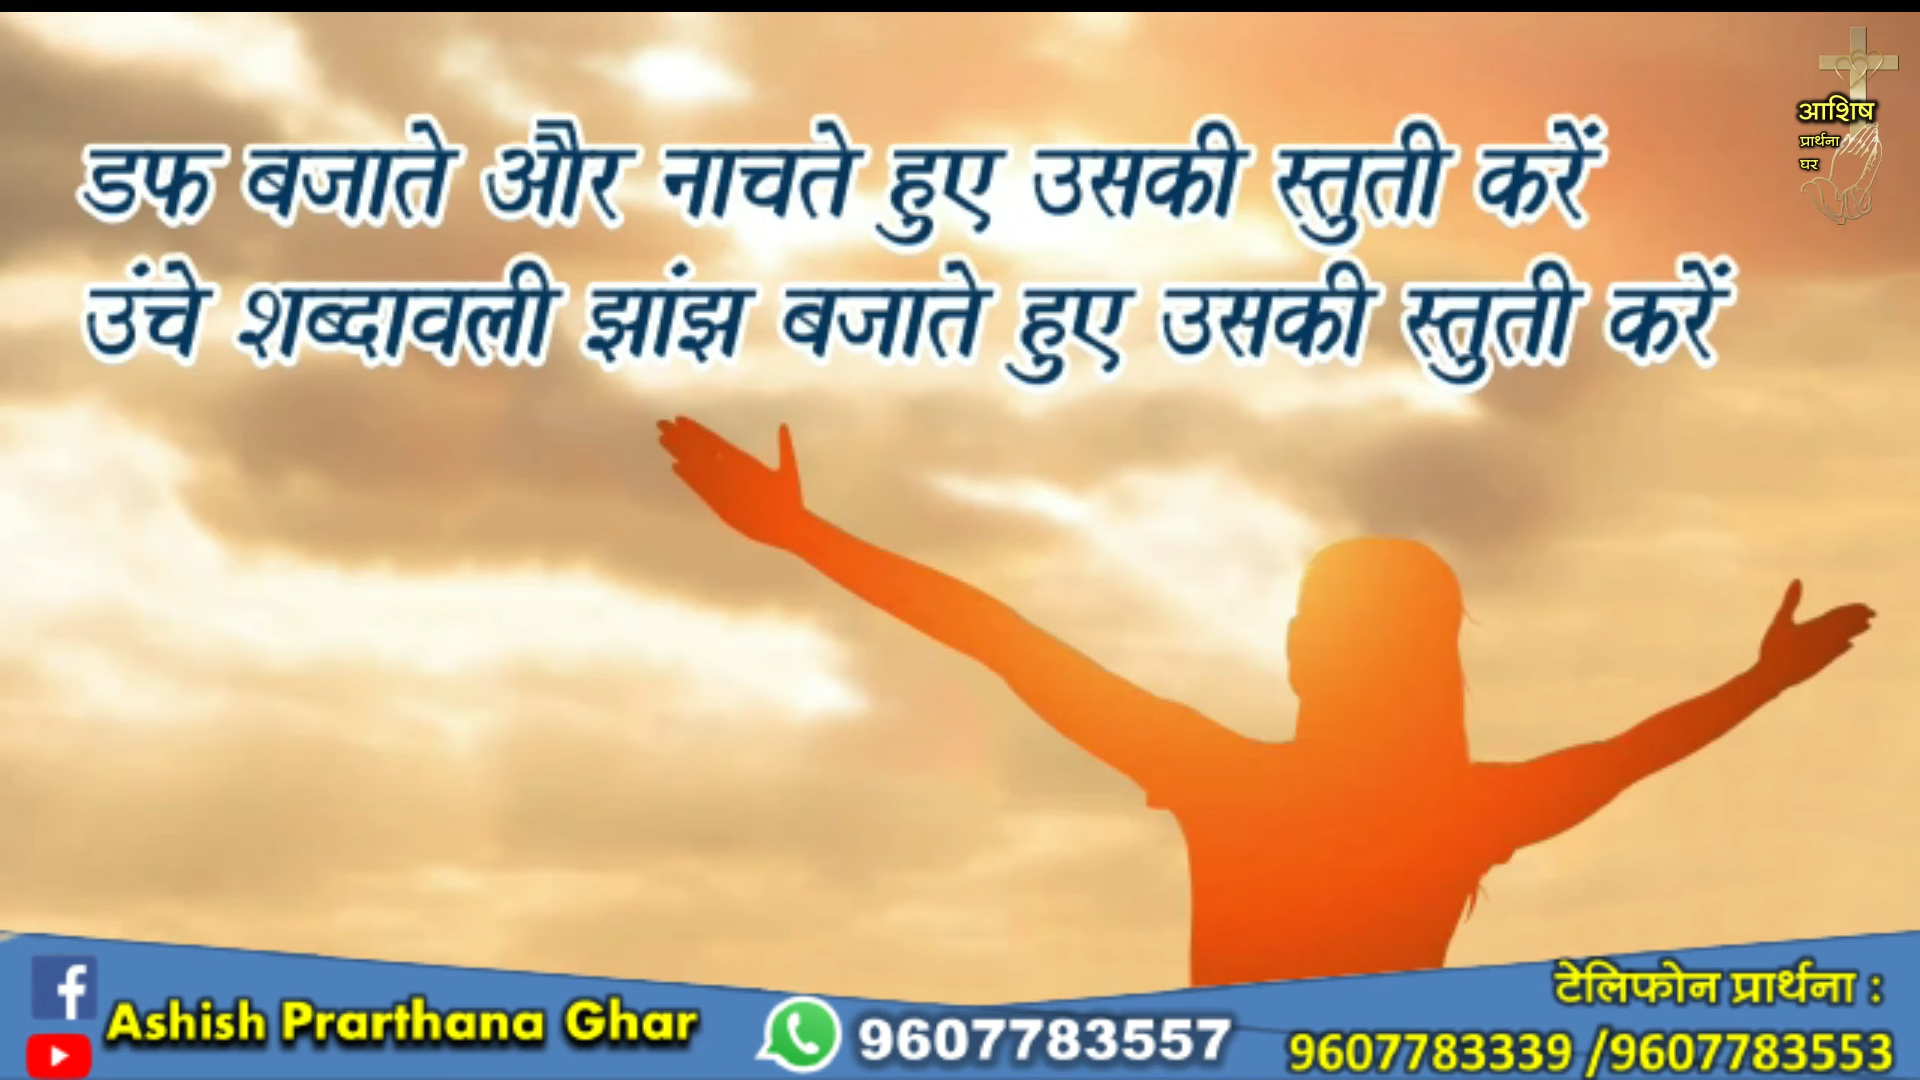 डफ बजाते और नाचते हुए उसकी स्तुती करें
उंचे शब्दावली झांझ बजाते हुए उसकी स्तुती करें
आशिष
प्रार्थना
घर
Ashish Prarthana Ghar
9607783557
टेलिफोन प्रार्थना :
9607783339 /9607783553